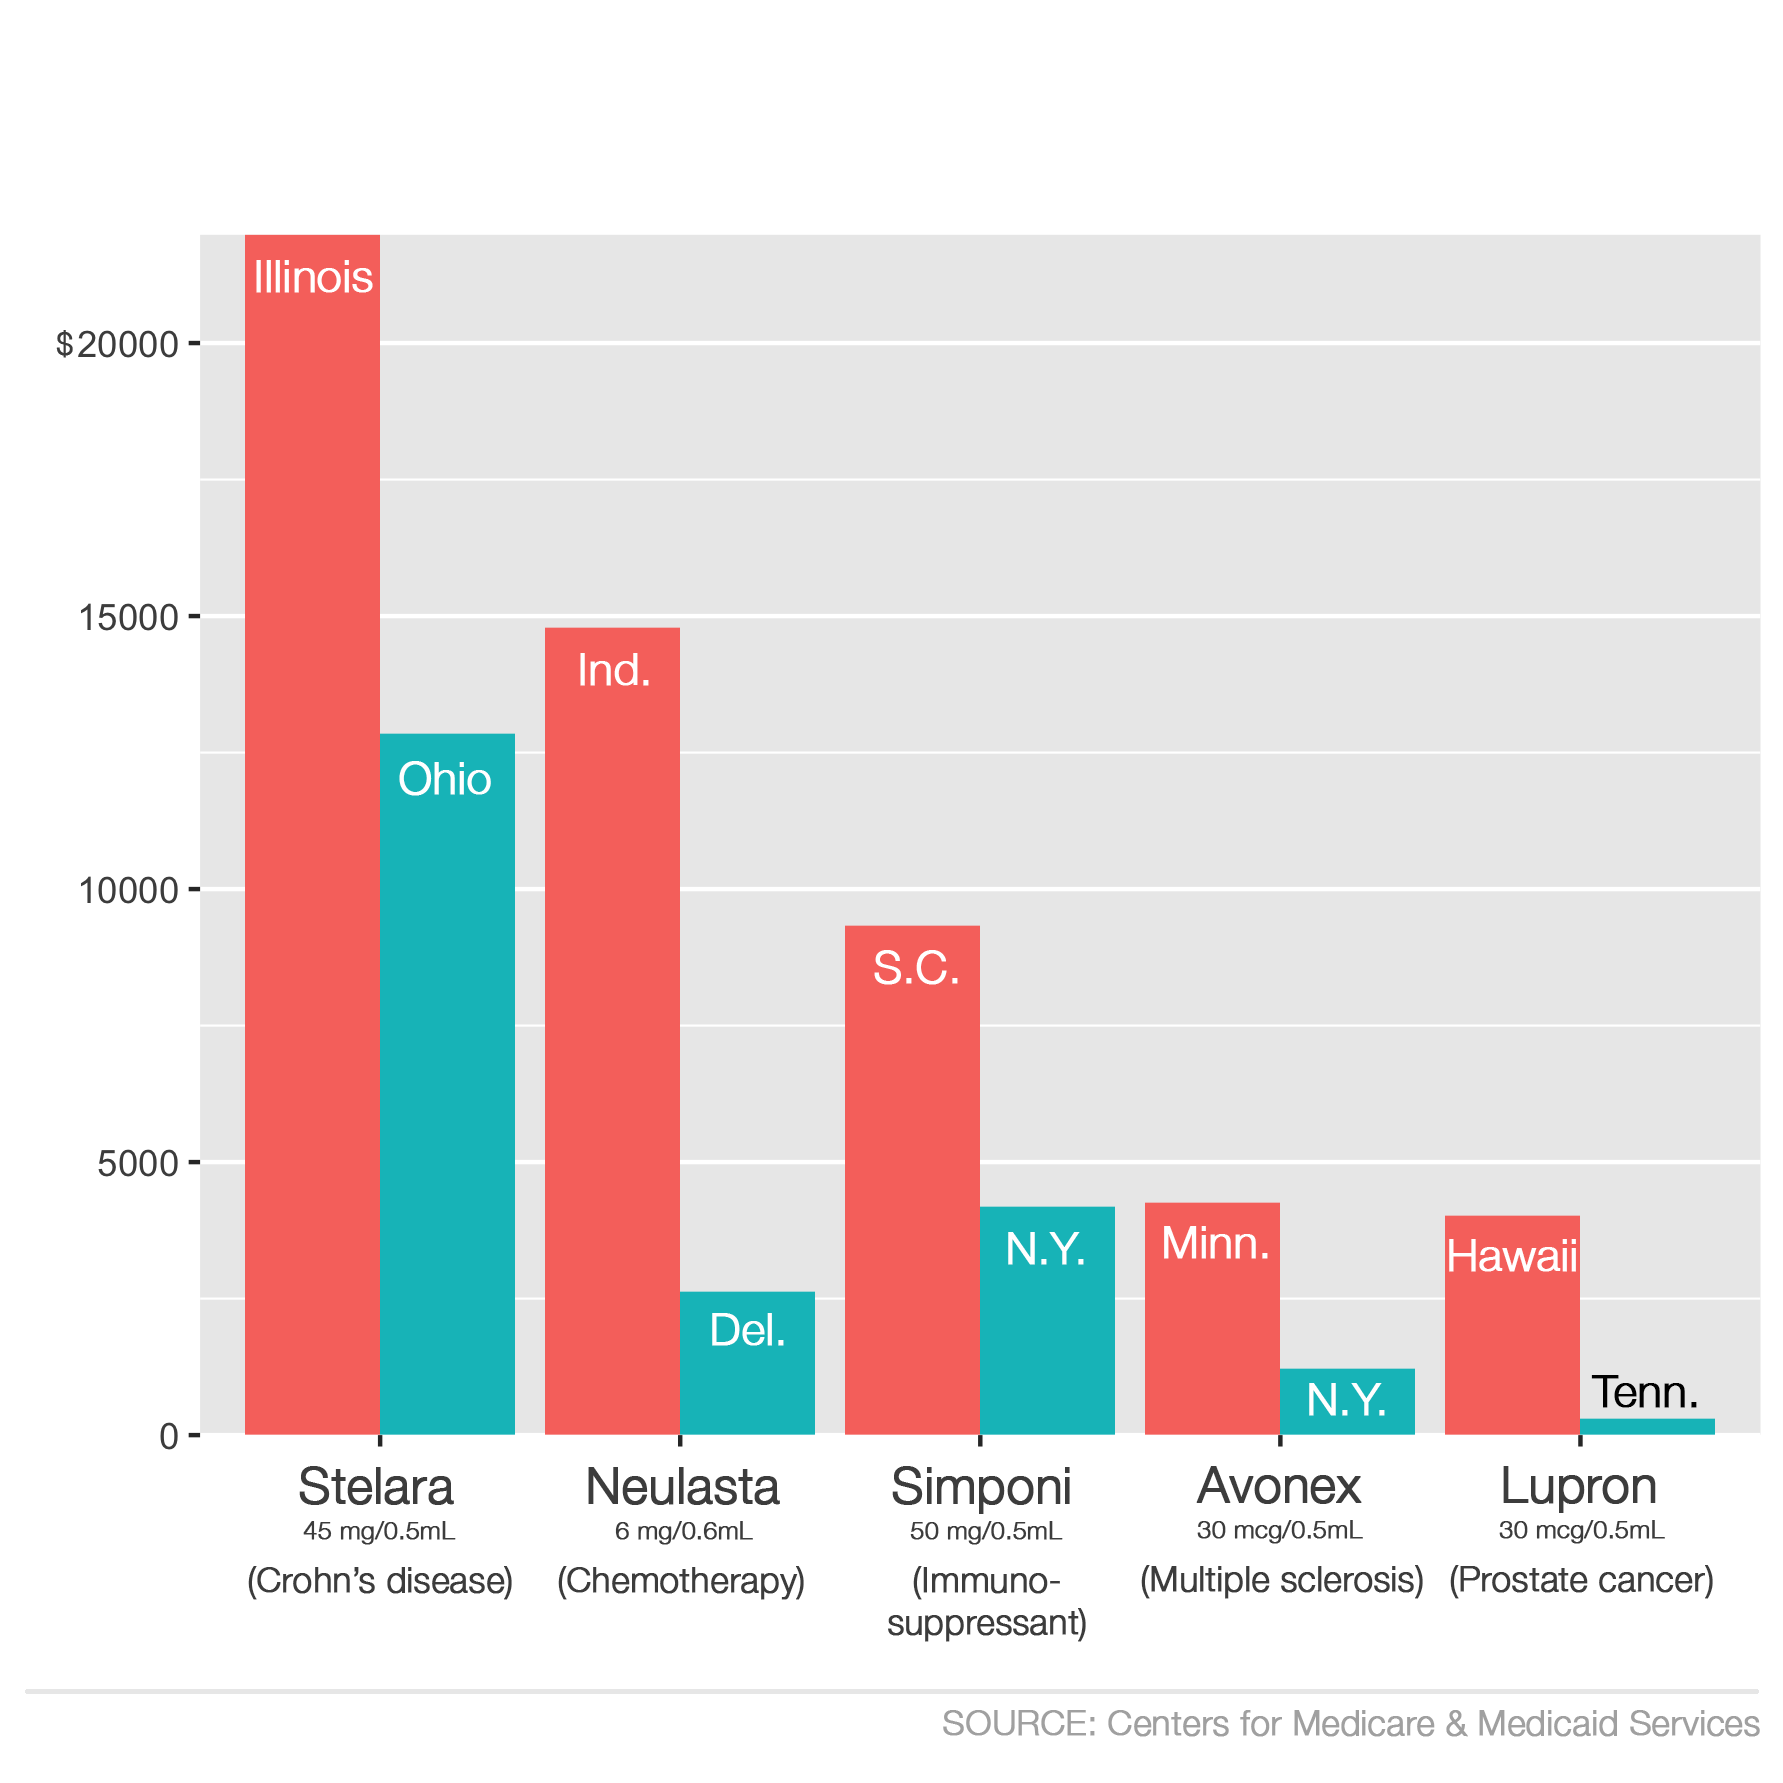 Illinois
$20000
15000
Ind.
Ohio
10000
S.C.
5000
N.Y.
Minn.
Hawaii
Del.
Tenn.
N.Y.
0
Stelara Neulasta Simponi Avonex Lupron
45 mg/0.5mL 6 mg/0.6mL 50 mg/0.5mL 30 mcg/0.5mL 30 mcg/0.5mL
(Crohn’s disease) (Chemotherapy) (Immuno- (Multiple sclerosis) (Prostate cancer)
suppressant)
SOURCE: Centers for Medicare & Medicaid Services